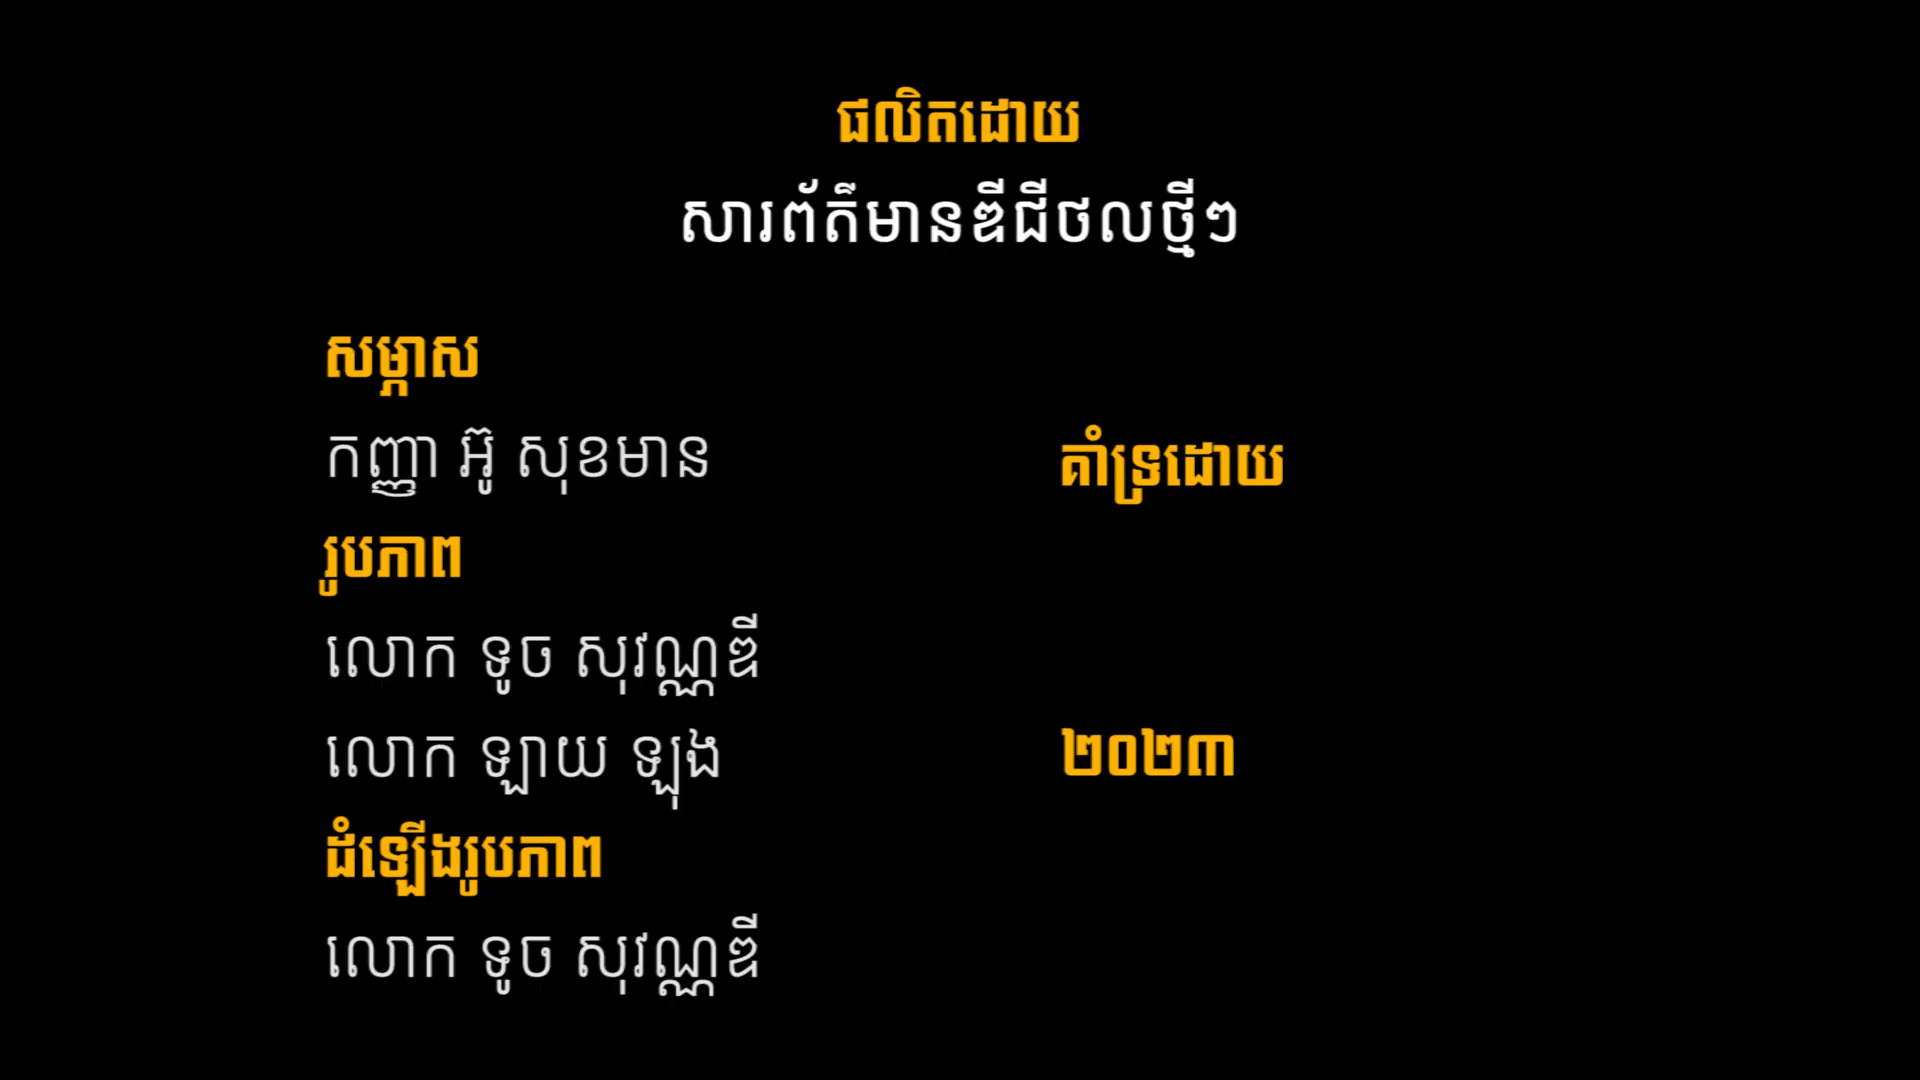 ផលិតដោយ
សារព័ត៌មានឌីជីថលថ្មីៗ
សម្ភាស
កញ្ញា អ៊ូ សុខមាន
រូបភាព
លោក ទូច សុវណ្ណឌី
លោក ឡាយ ឡុង
ដំឡើងរូបភាព
លោក ទូច សុវណ្ណឌី
គាំទ្រដោយ
២០២៣